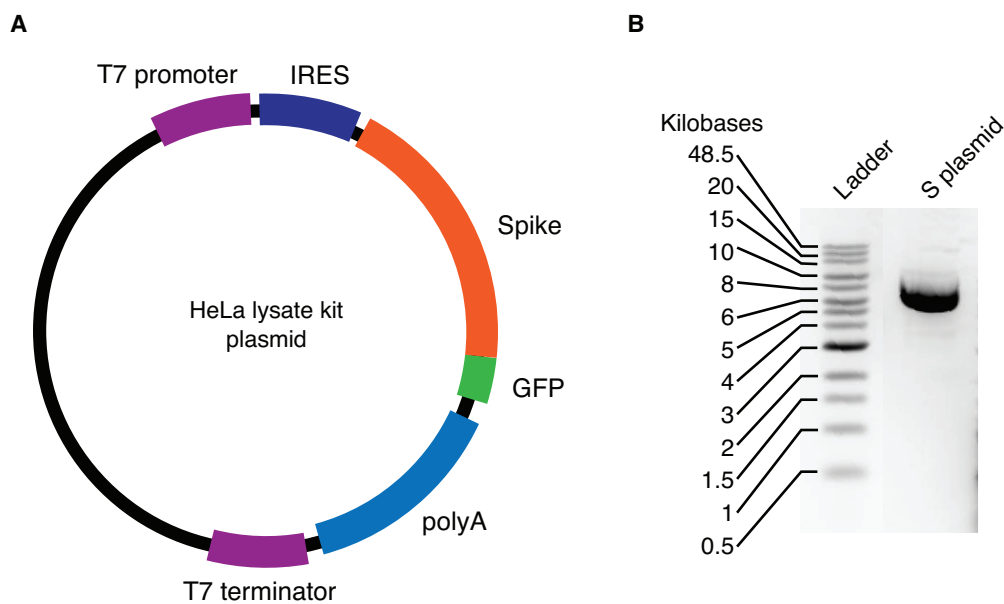 A
T7 promoter
IRES
Spike
HeLa lysate kit
plasmid
GFP
polyA
T7 terminator
B
Kilobases
Ladder
S plasmid
48.5
20
15
10
8
6
5
4
3
2
1.5
1
0.5